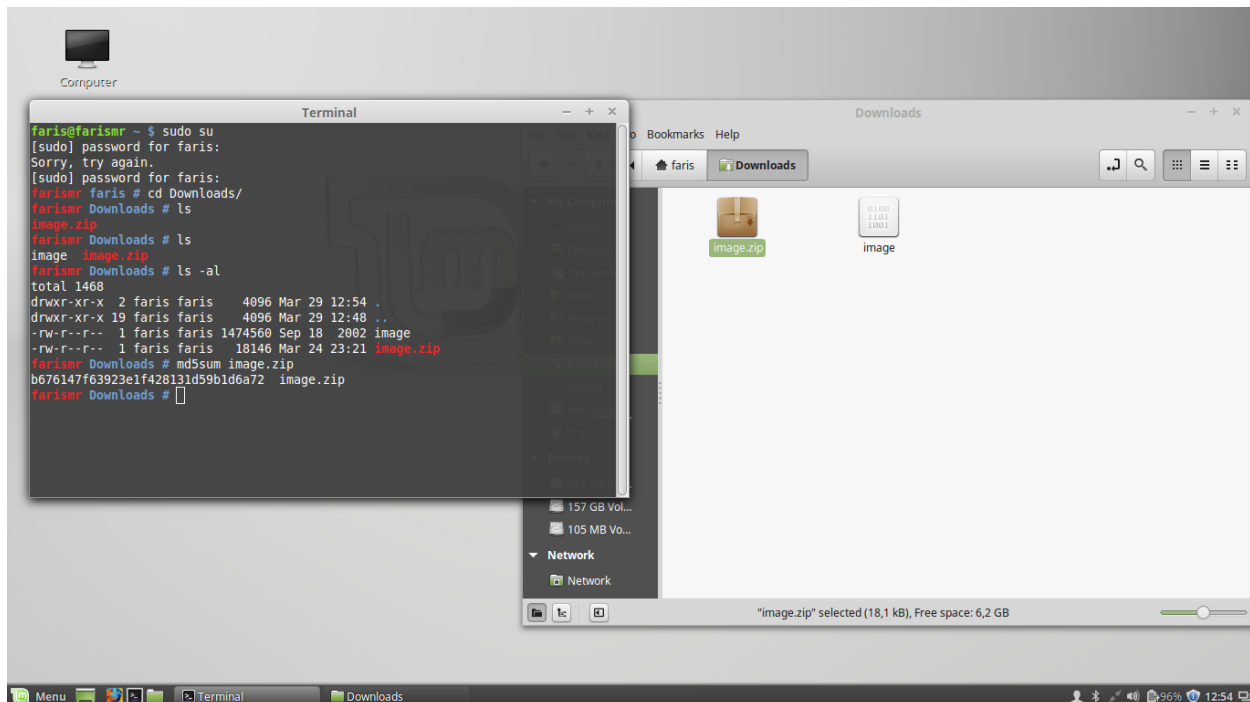 Computer
Terminal
faris@farismr ~ $ sudo su
[sudo] password for faris:
Sorry, try again.
[sudo] password for faris:
farismr faris # cd Downloads/
farismr Downloads # ls
image.zip
farismr Downloads # ls
image image.zip
farismr Downloads # ls -al
total 1468
drwxr-xr-x 2 faris faris 4096 Mar 29 12:54 .
drwxr-xr-x 19 faris faris 4096 Mar 29 12:48 ..
-rw-r--r-- 1 faris faris 1474560 Sep 18 2002 image
-rw-r--r-- 1 faris faris 18146 Mar 24 23:21 image.zip
farismr Downloads # md5sum image.zip
b676147f63923e1f428131d59b1d6a72 image.zip
farismr Downloads #
Downloads
File Edit View Bookmarks Help
faris Downloads
My Compute
Devices
157 GB Vol...
105 MB Vo...
Network
Network
0100
1101
1001
image.zip image
"image.zip" selected (18,1 kB), Free space: 6,2 GB
Menu Terminal Downloads 96% 12:54